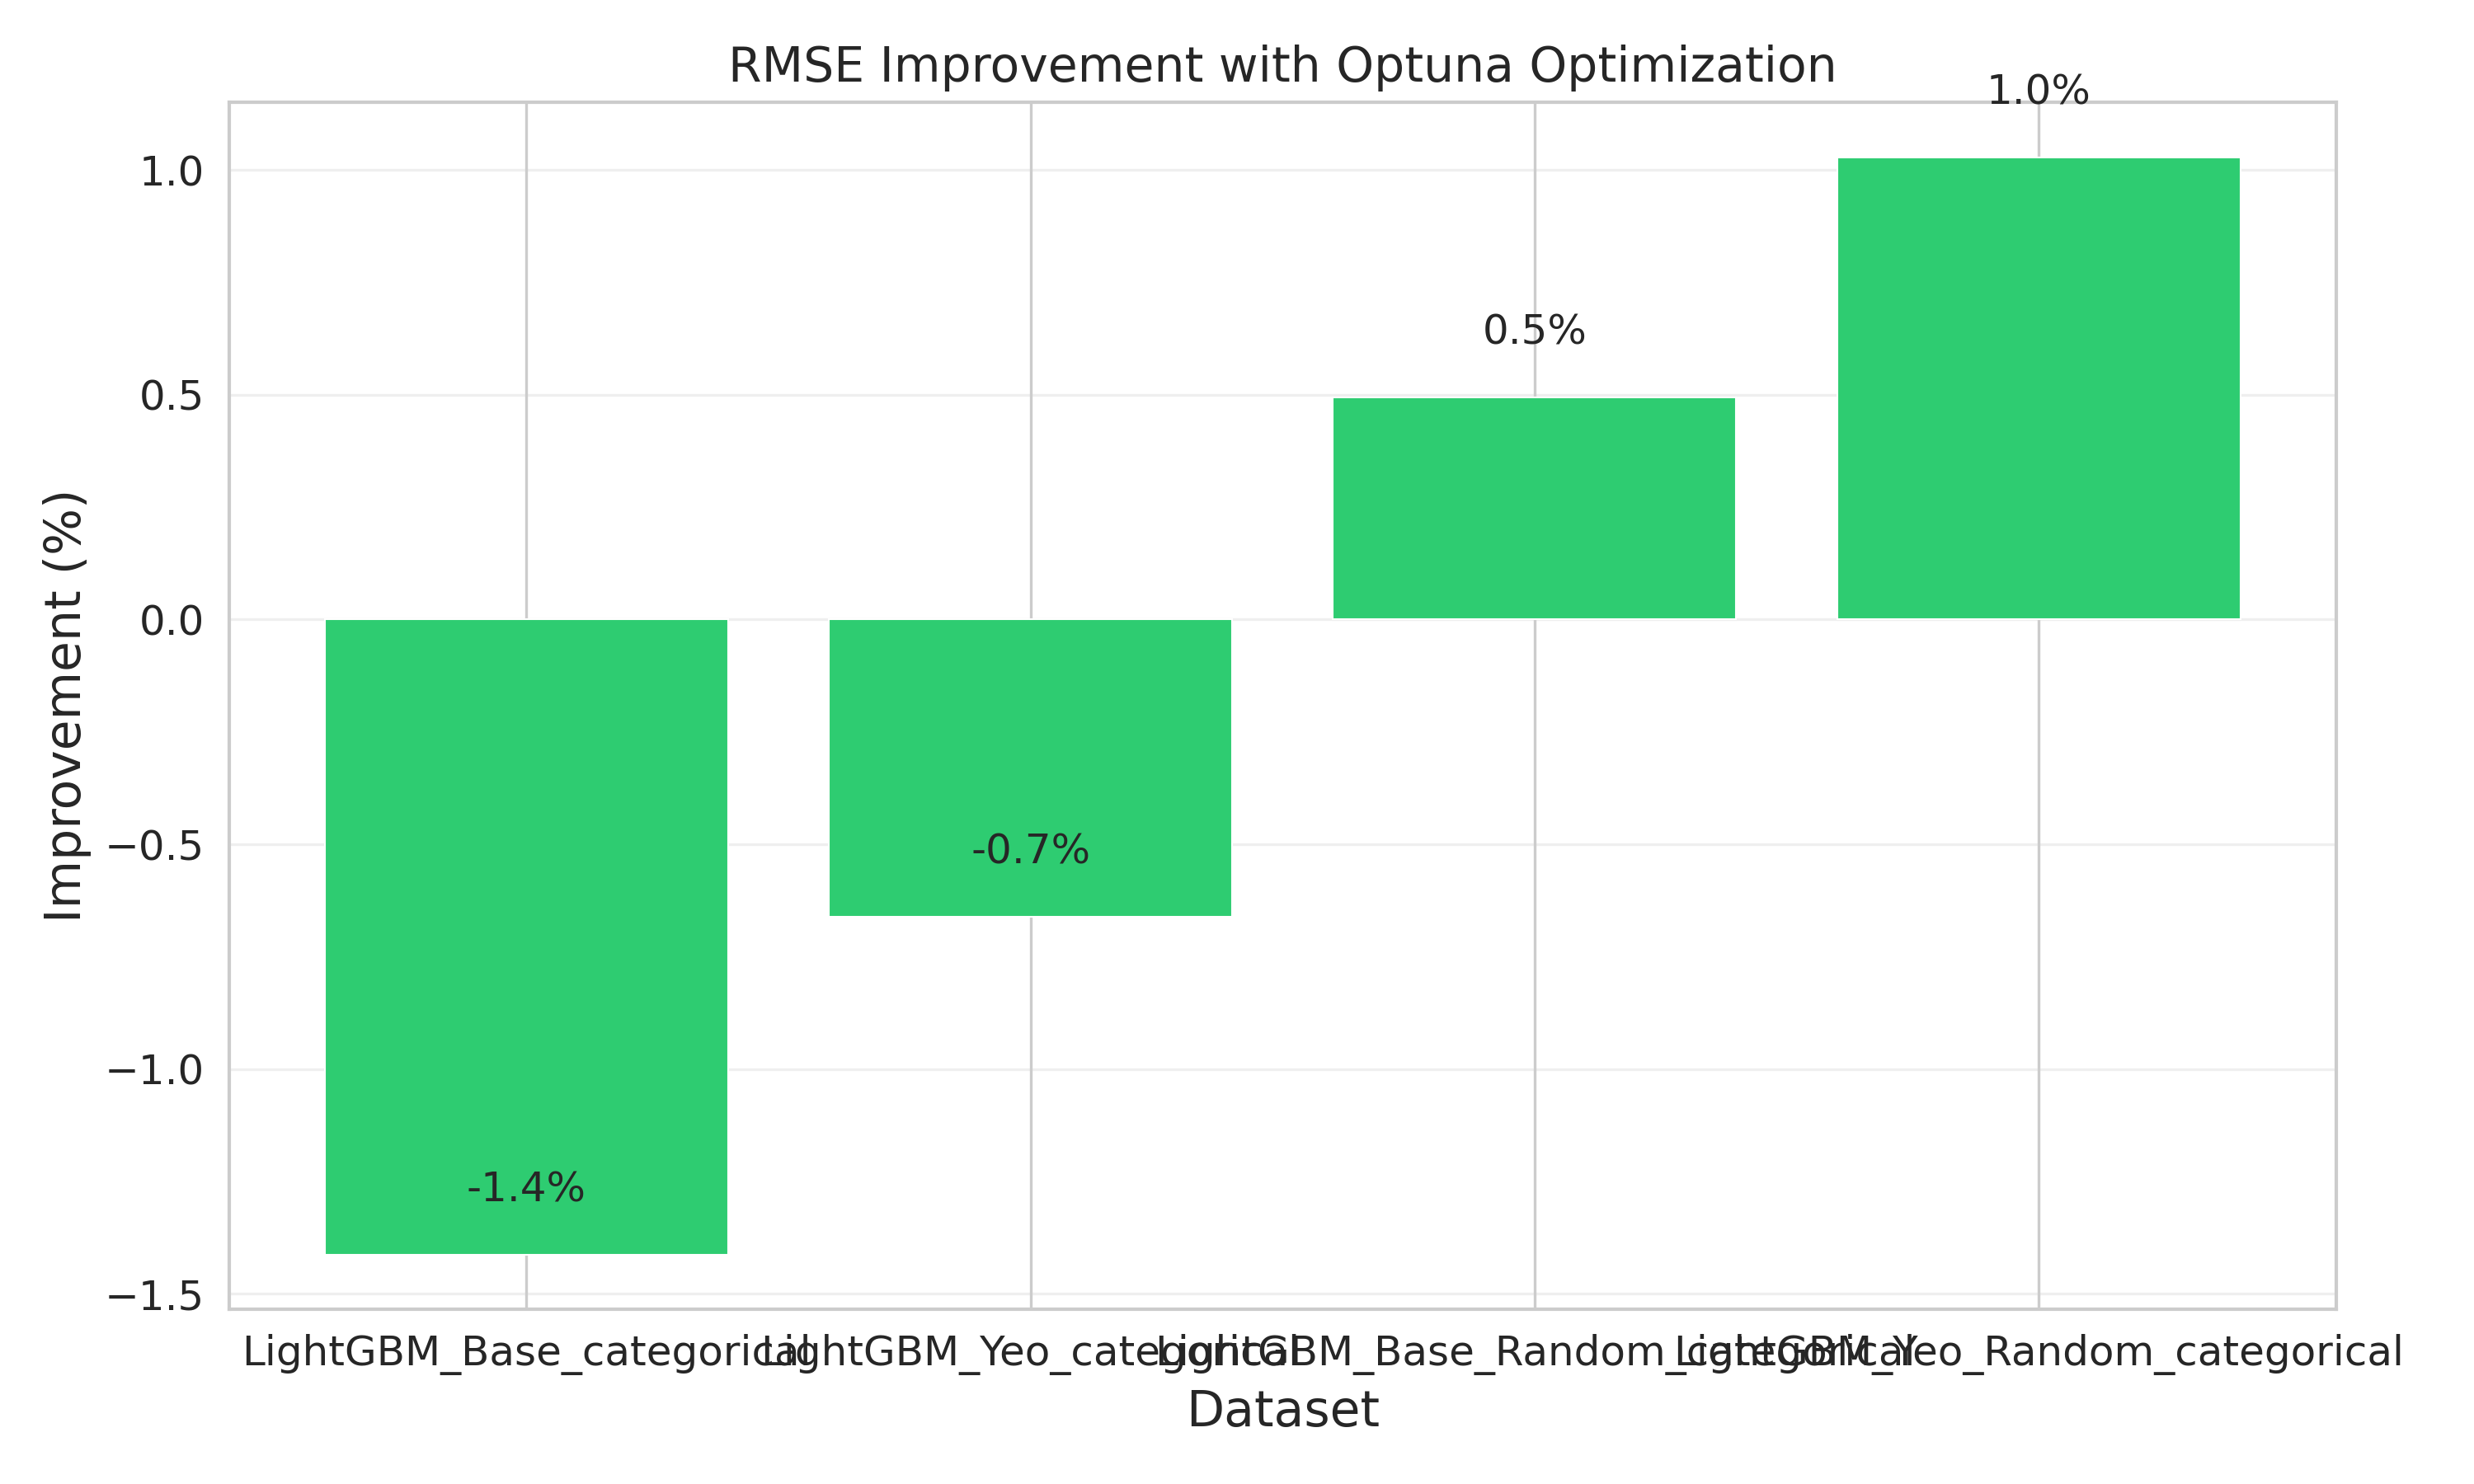 RMSE Improvement with Optuna Optimization
1.0%
1.0
0.5%
0.5
Improvement (%)
0.0
-0.7%
−0.5
−1.0
-1.4%
−1.5
LightGBM_Base_categorical LightGBM_Yeo_categorical LightGBM_Base_Random_categorical LightGBM_Yeo_Random_categorical
Dataset